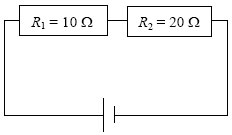 R₁ = 10 Ω R₂ = 20 Ω